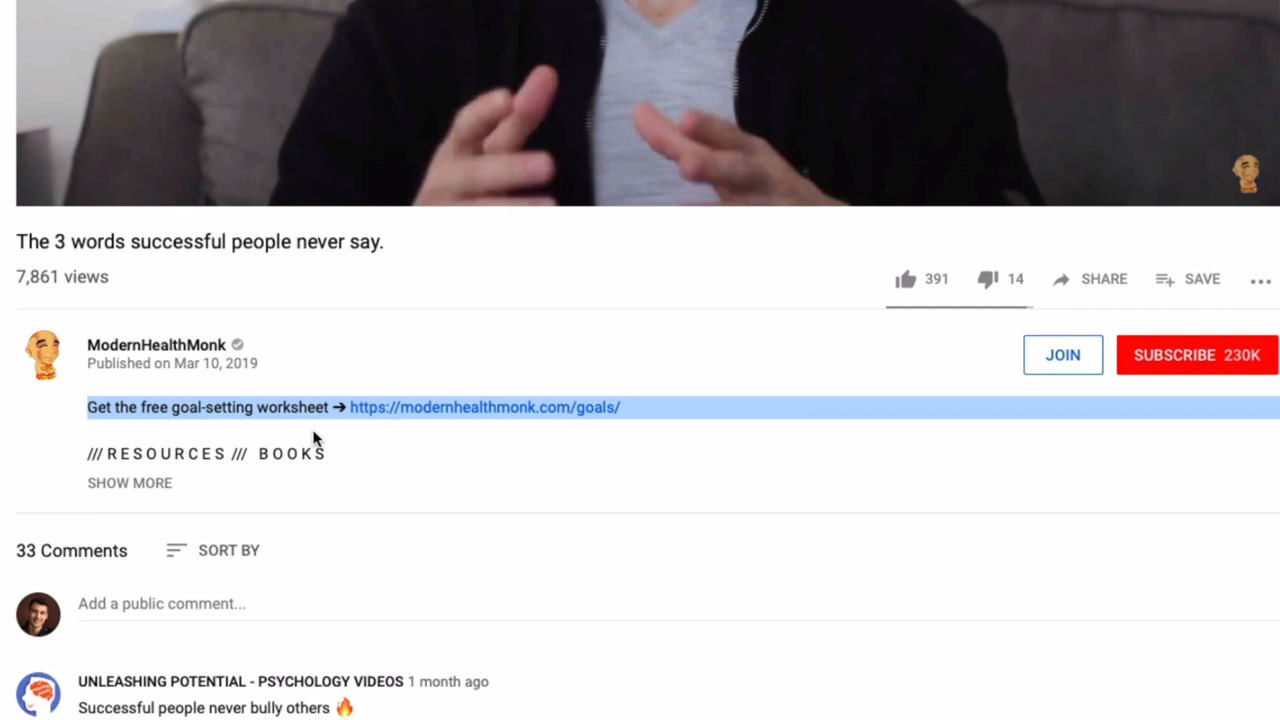 The 3 words successful people never say.
7,861 views
391 14 SHARE SAVE
ModernHealthMonk
Published on Mar 10, 2019
JOIN SUBSCRIBE 230K
Get the free goal-setting worksheet ➔ https://modernhealthmonk.com/goals/
/// R E S O U R C E S /// B O O K S
SHOW MORE
33 Comments SORT BY
Add a public comment...
UNLEASHING POTENTIAL - PSYCHOLOGY VIDEOS 1 month ago
Successful people never bully others 🔥